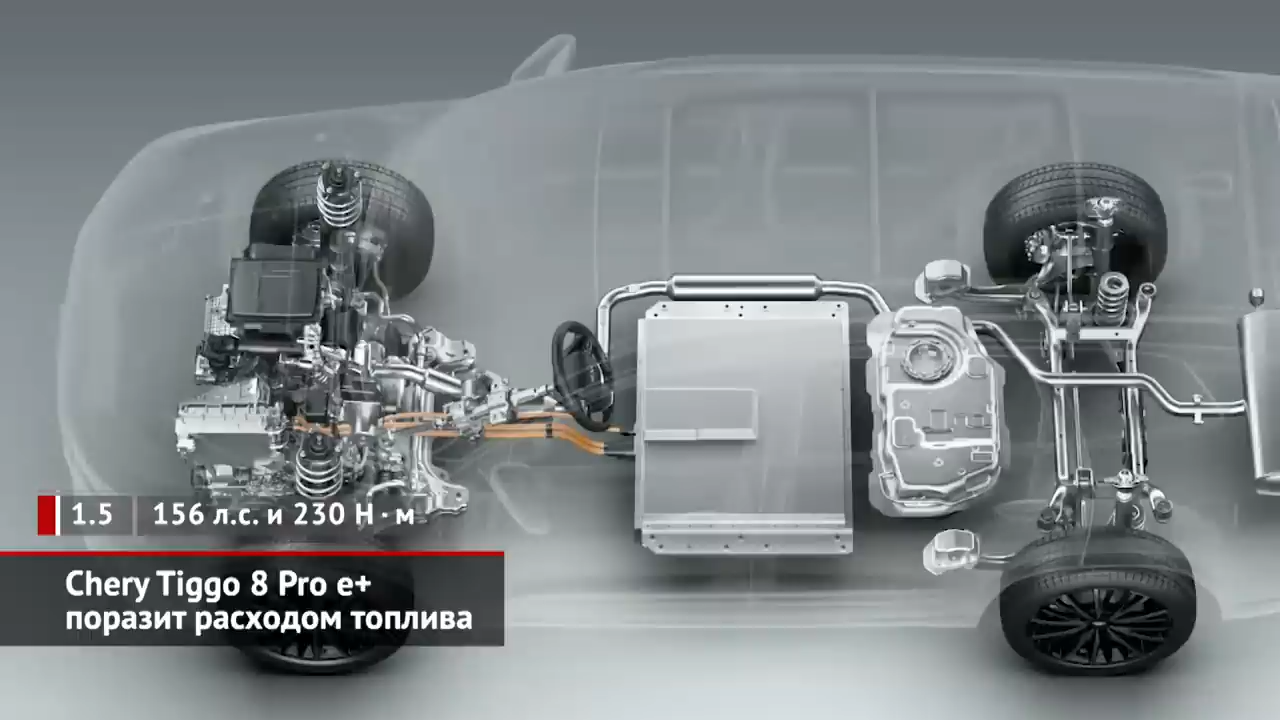 1.5 156 л.с. и 230 Н·м
Chery Tiggo 8 Pro e+
поразит расходом топлива